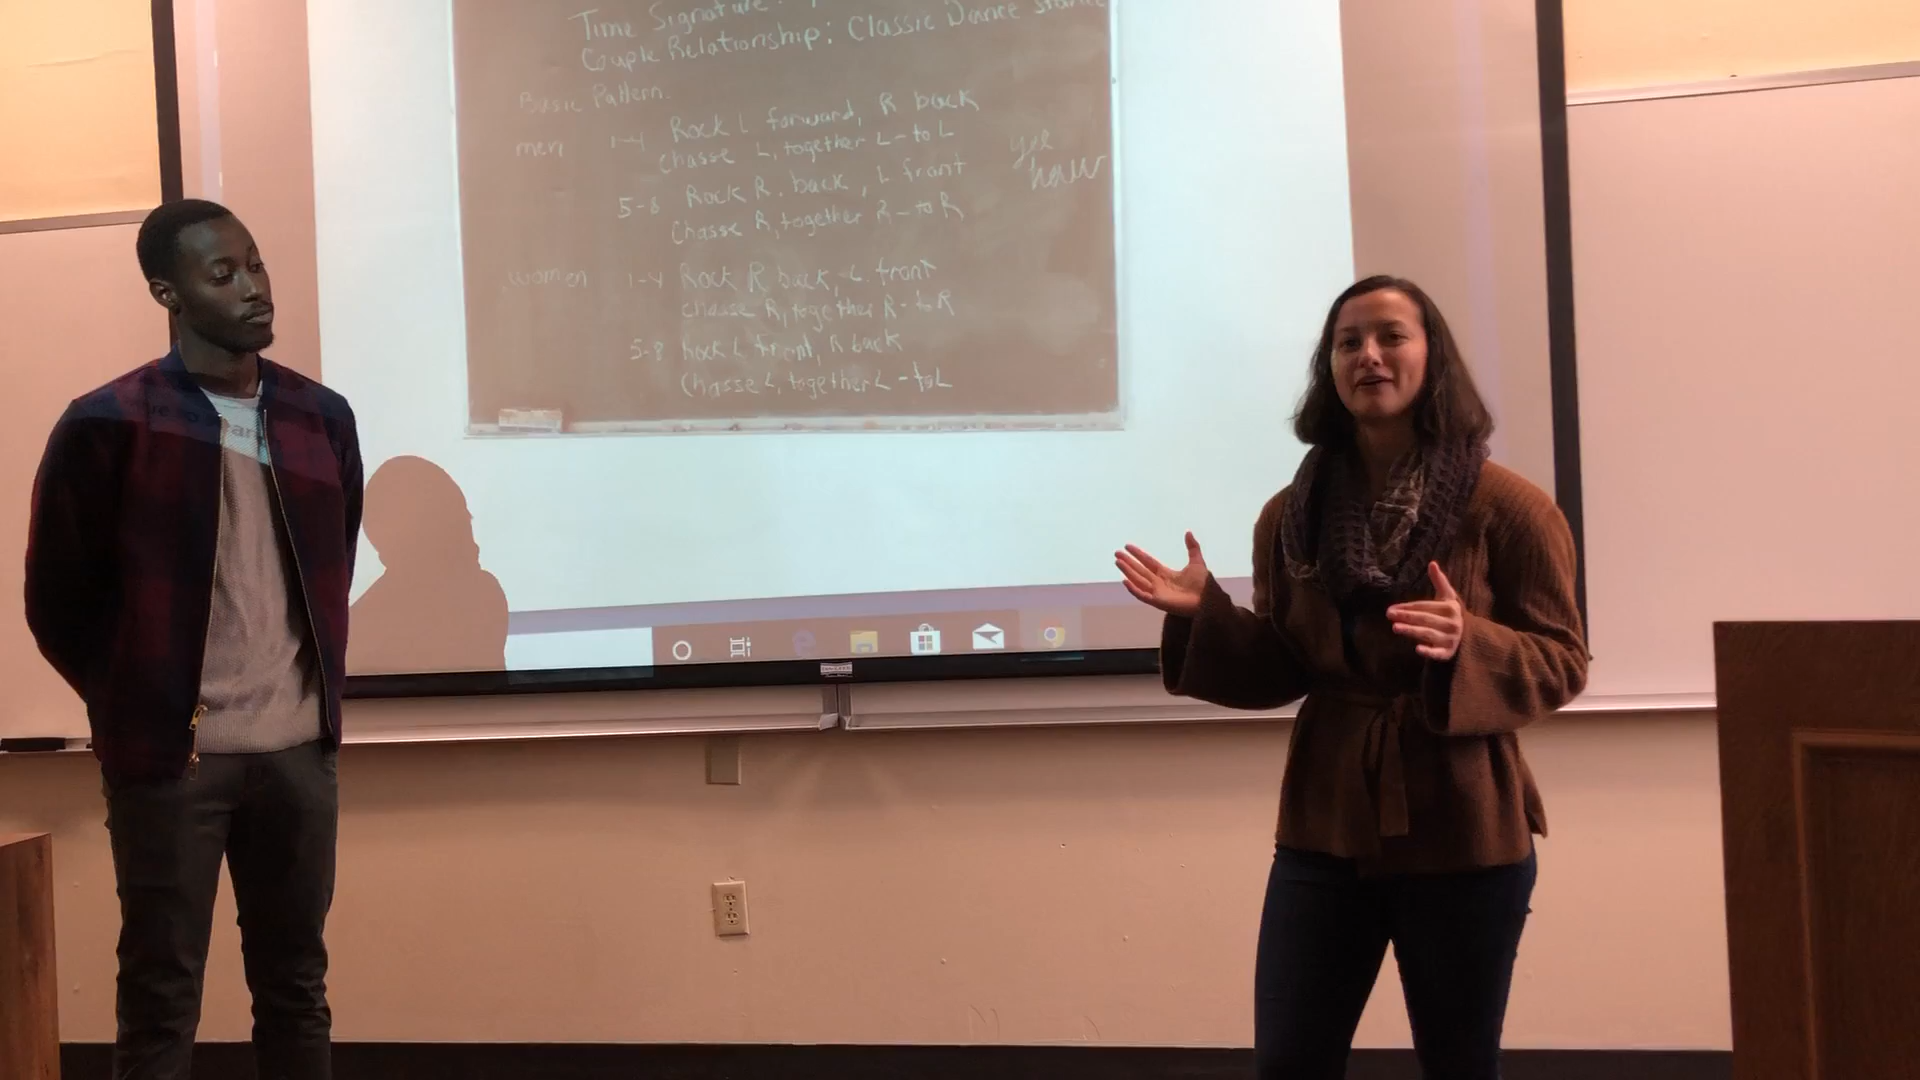 Time Signature:
Couple Relationship: Classic Dance stance
Basic Pattern.
men 1-4 Rock L forward, R back
chasse L, together L - to L
5-8 Rock R. back, L front
Chasse R, together R - to R
women 1-4 Rock R back, L. front
chasse R, together R - to R
5-8 Rock L front, R back
Chasse L, together L - to L